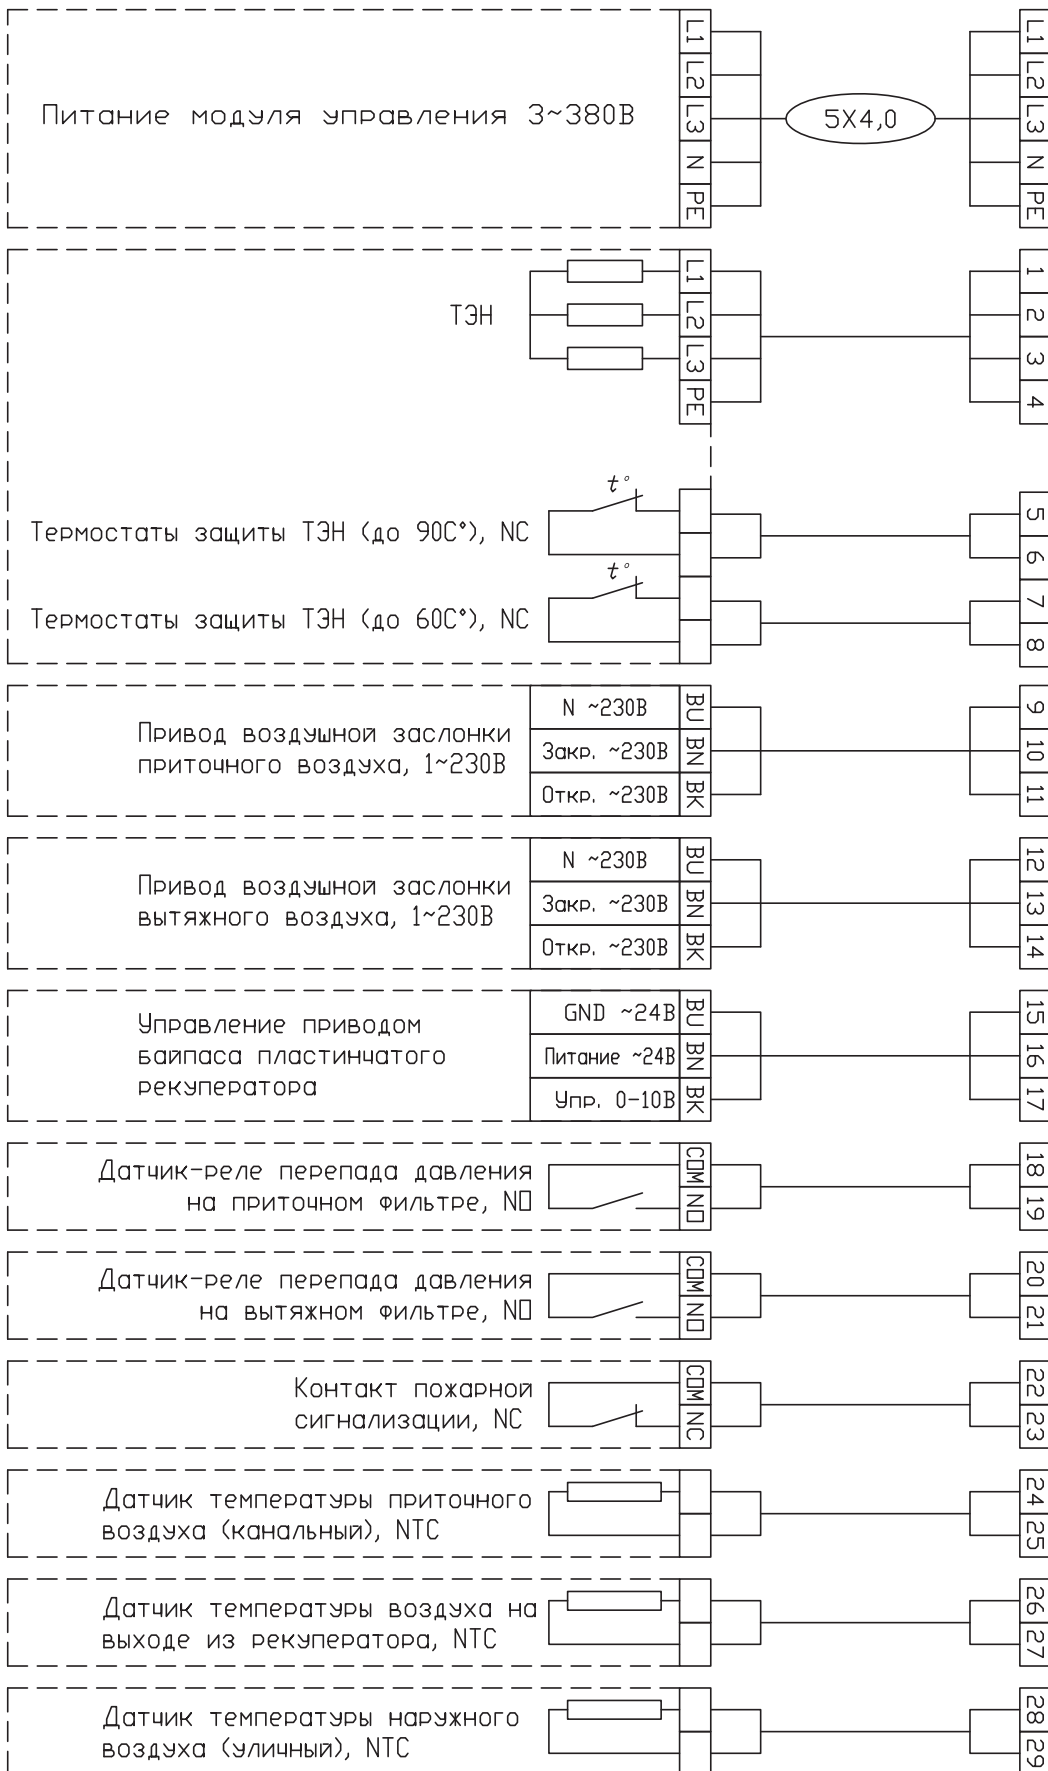 Питание модуля управления 3~380В
L1
L2
L3
N
PE
5X4,0
L1
L2
L3
N
PE
ТЭН
L1
L2
L3
PE
1
2
3
4
t°
Термостаты защиты ТЭН (до 90С°), NC
5
6
t°
Термостаты защиты ТЭН (до 60С°), NC
7
8
Привод воздушной заслонки
приточного воздуха, 1~230В
N ~230В
Закр. ~230В
Откр. ~230В
BU
BN
BK
9
10
11
Привод воздушной заслонки
вытяжного воздуха, 1~230В
N ~230В
Закр. ~230В
Откр. ~230В
BU
BN
BK
12
13
14
Управление приводом
байпаса пластинчатого
рекуператора
GND ~24В
Питание ~24В
Упр. 0-10В
BU
BN
BK
15
16
17
Датчик-реле перепада давления
на приточном фильтре, NO
COM
NO
18
19
Датчик-реле перепада давления
на вытяжном фильтре, NO
COM
NO
20
21
Контакт пожарной
сигнализации, NC
COM
NC
22
23
Датчик температуры приточного
воздуха (канальный), NTC
24
25
Датчик температуры воздуха на
выходе из рекуператора, NTC
26
27
Датчик температуры наружного
воздуха (уличный), NTC
28
29